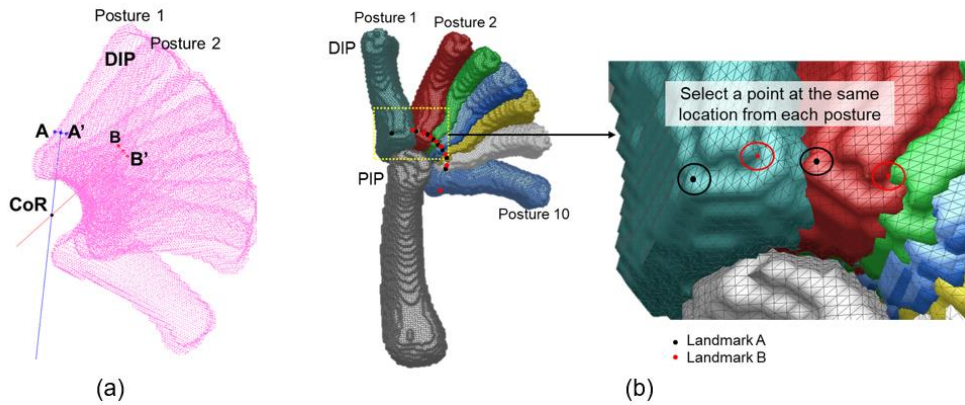 Posture 1
Posture 2
DIP
A
A'
B
B'
CoR
(a)
Posture 1
Posture 2
DIP
PIP
Posture 10
Select a point at the same
location from each posture
Landmark A
Landmark B
(b)